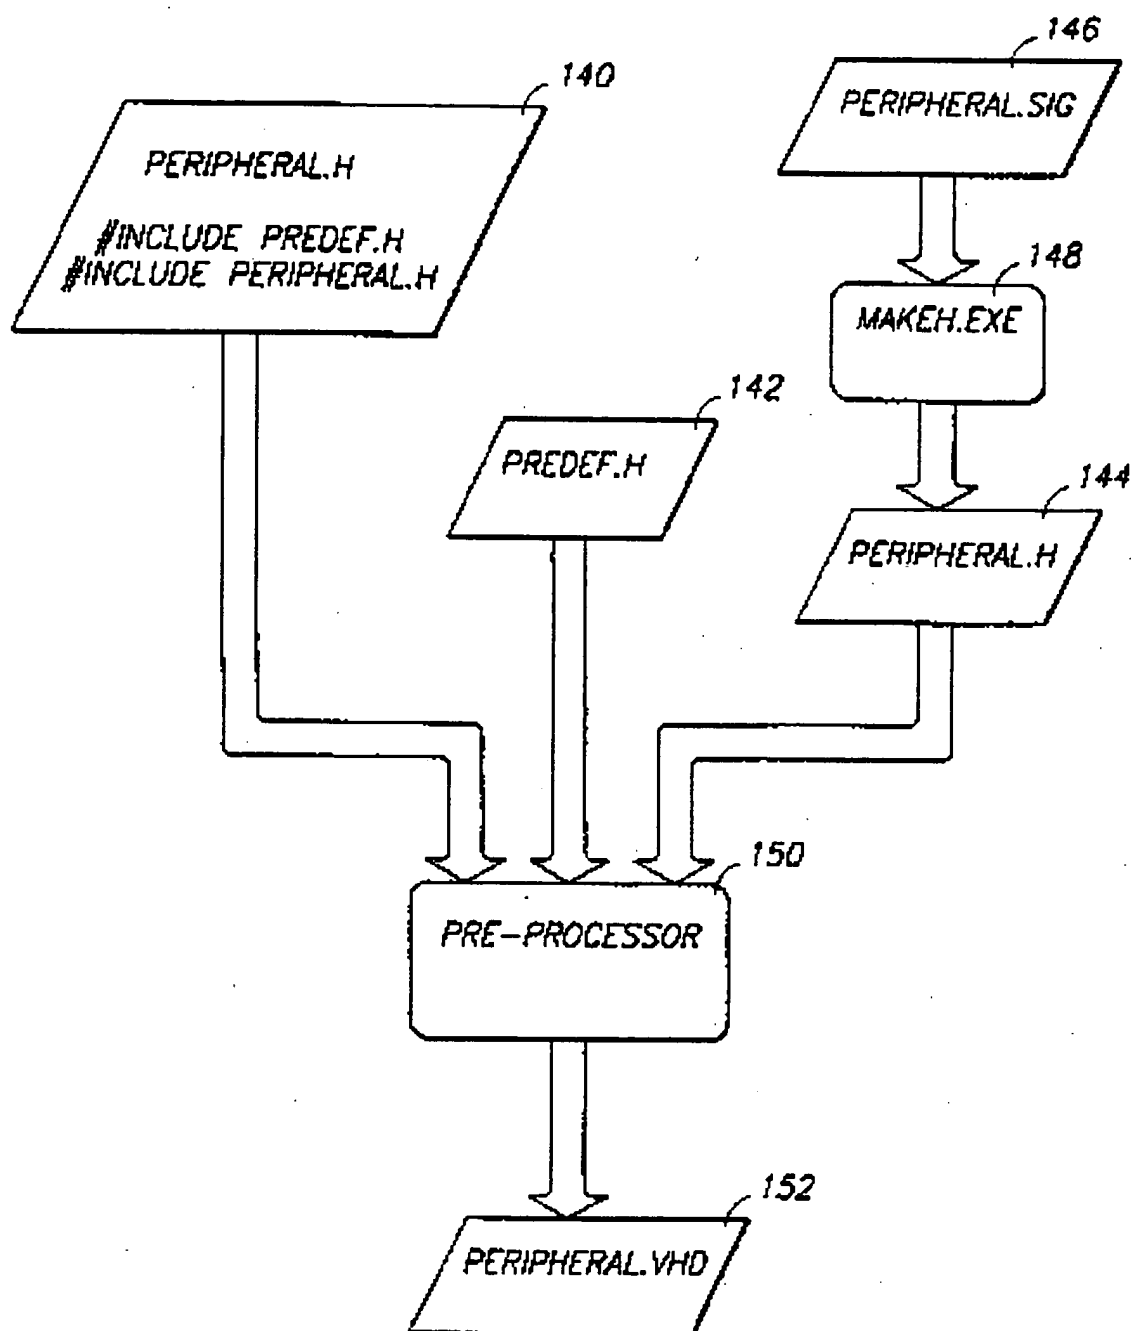 146
PERIPHERAL.SIG
140
PERIPHERAL.H
#INCLUDE PREDEF.H
#INCLUDE PERIPHERAL.H
148
MAKEH.EXE
142
PREDEF.H
144
PERIPHERAL.H
150
PRE-PROCESSOR
152
PERIPHERAL.VHD